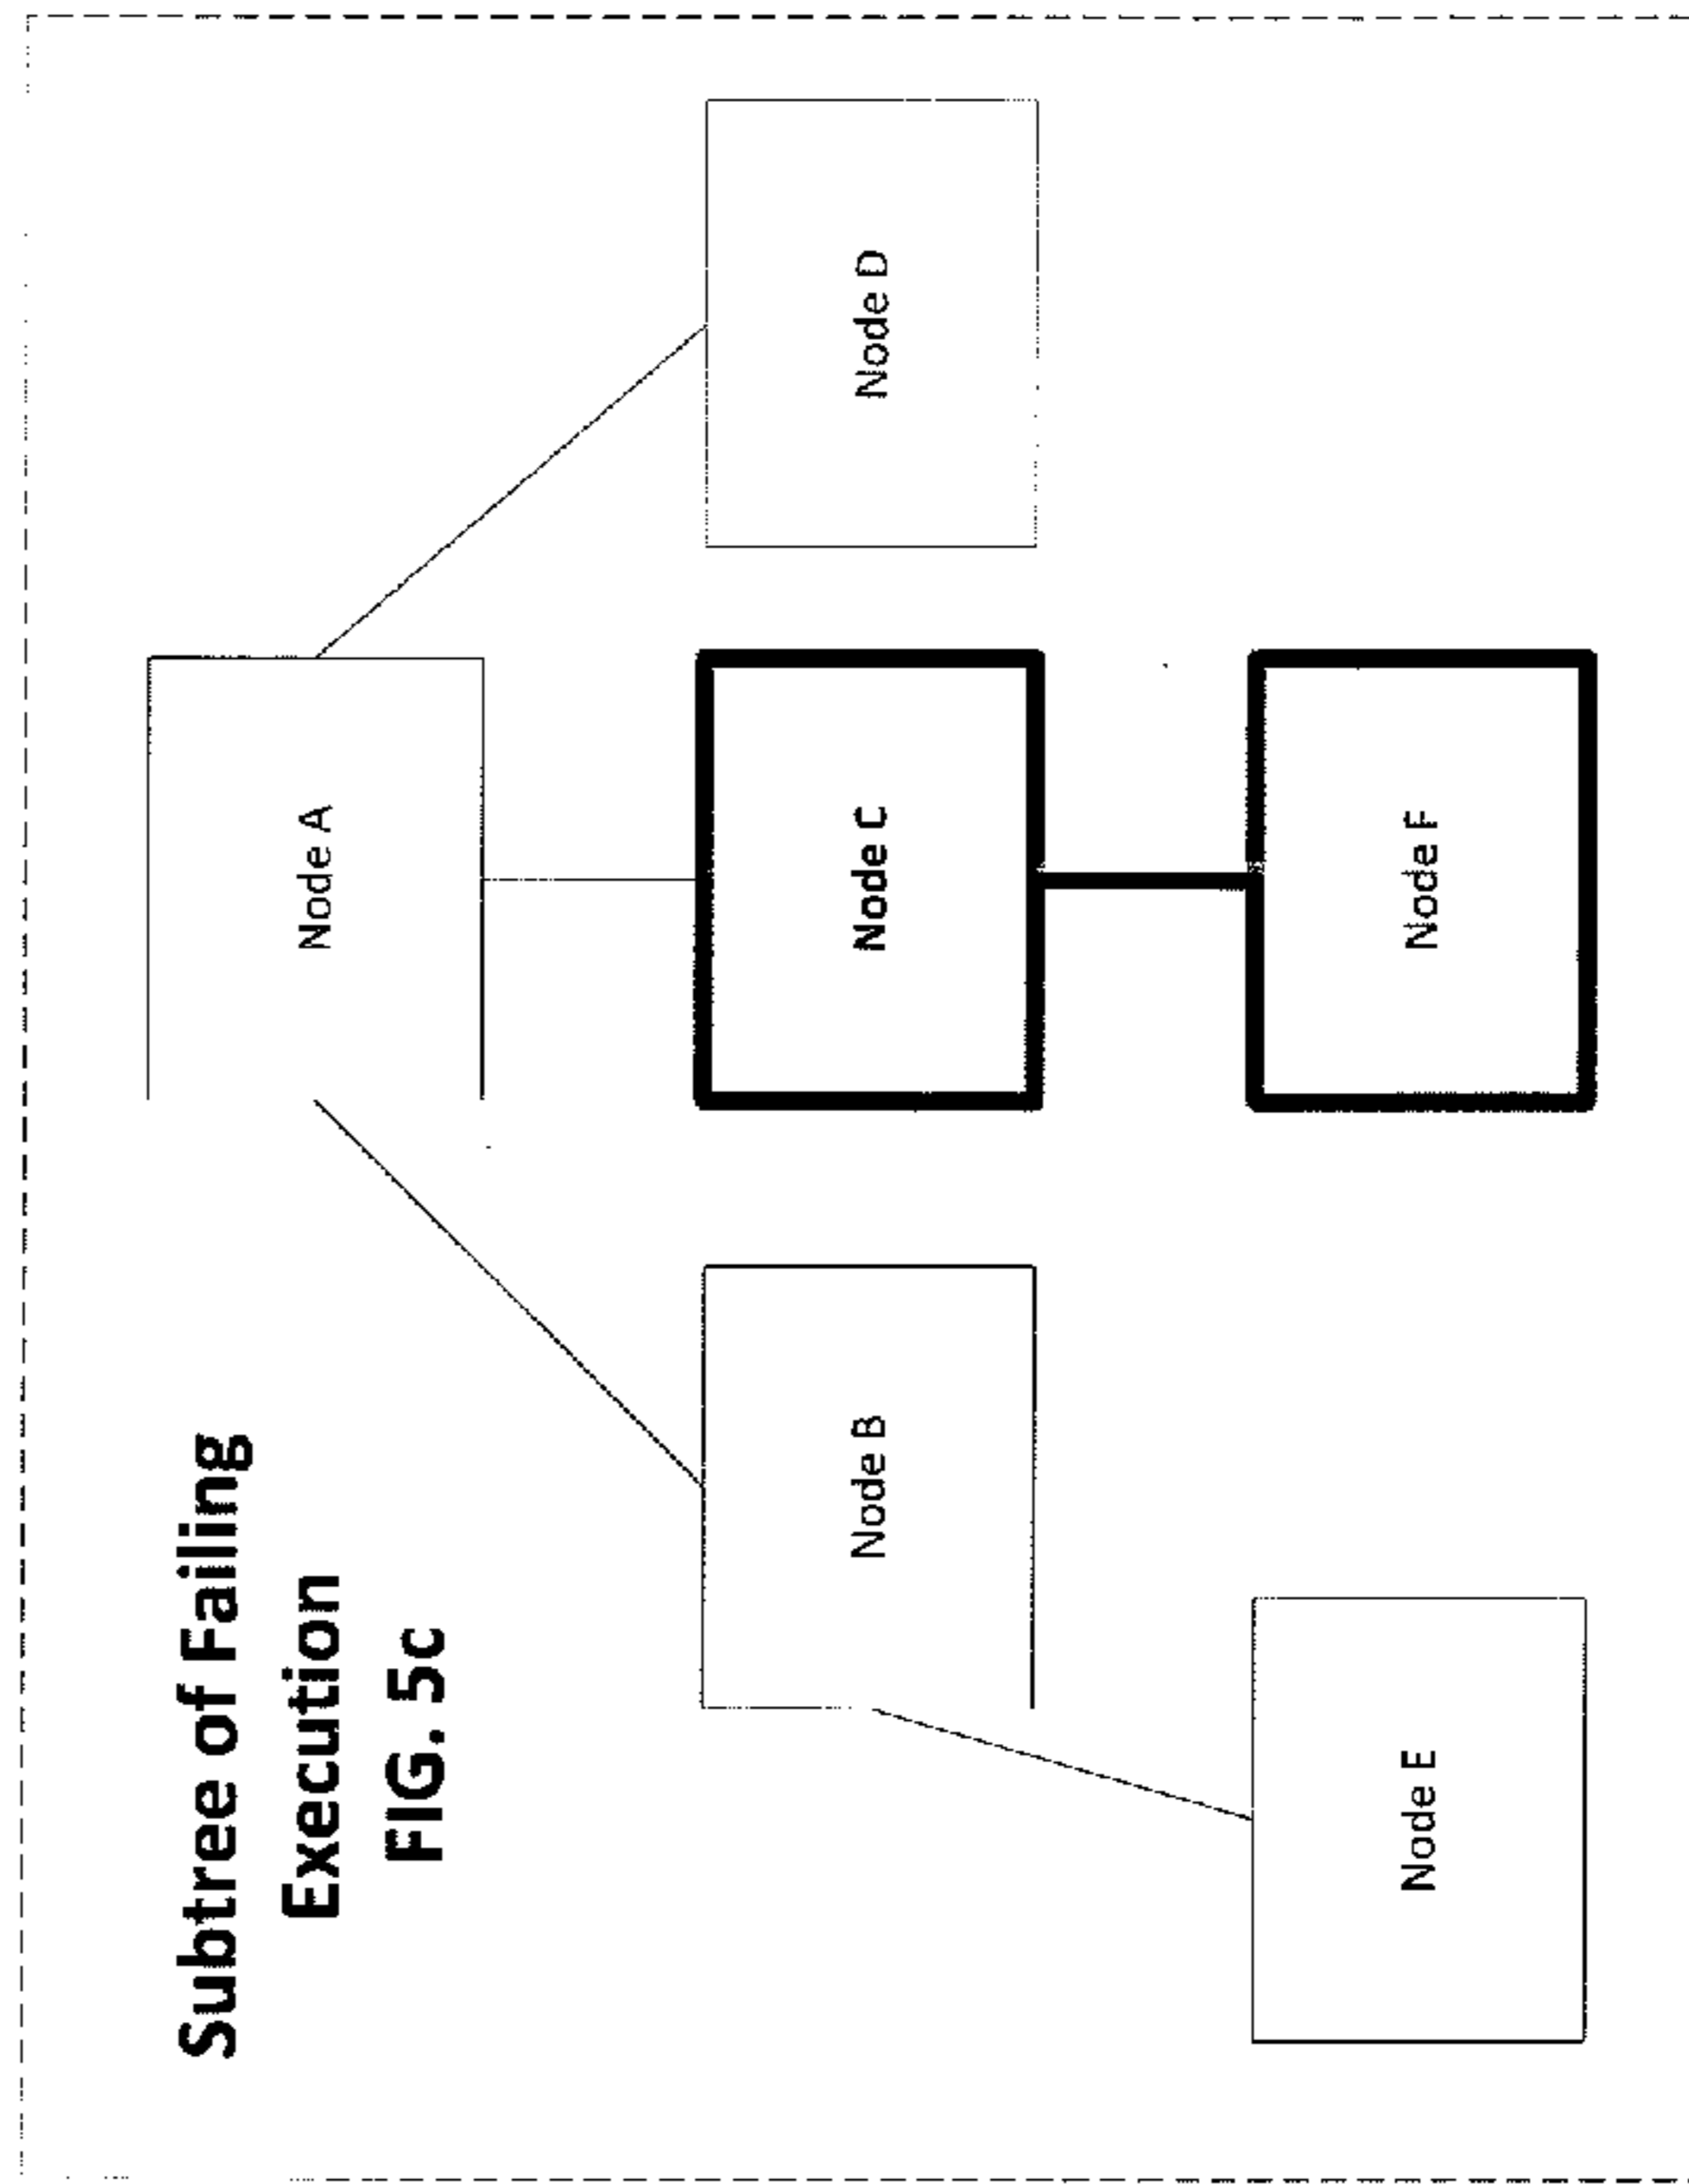 Subtree of Failing
Execution
FIG. 5c
Node A
Node B
Node C
Node D
Node E
Node F